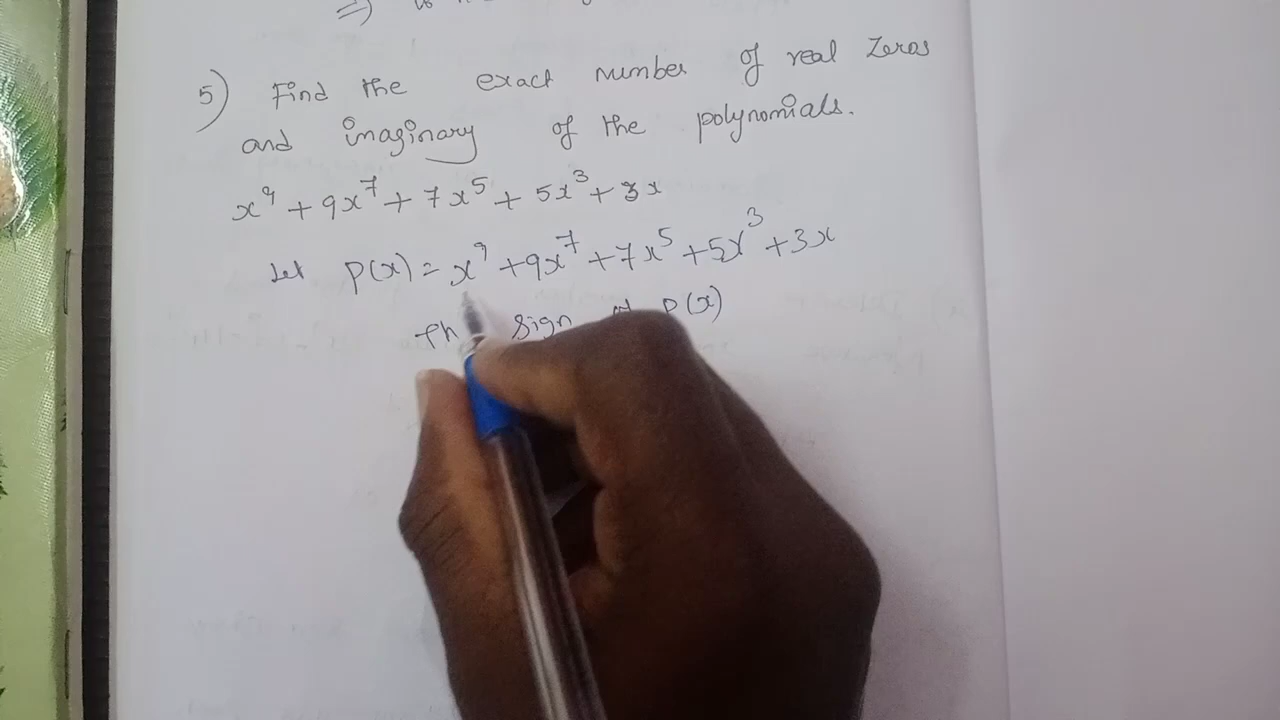 5) Find the exact number of real zeros
and imaginary of the polynomials.
x⁹ + 9x⁷ + 7x⁵ + 5x³ + 3x
Let P(x) = x⁹ + 9x⁷ + 7x⁵ + 5x³ + 3x
sign P(x)